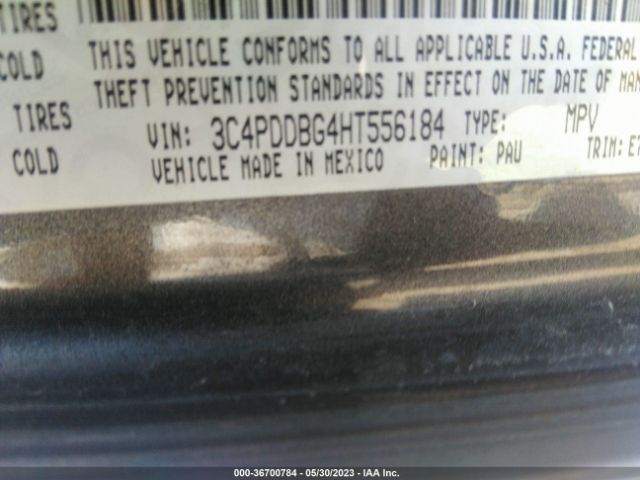 TIRES
COLD
THIS VEHICLE CONFORMS TO ALL APPLICABLE U.S.A. FEDERAL
THEFT PREVENTION STANDARDS IN EFFECT ON THE DATE OF MAN
TIRES
COLD
VIN: 3C4PDDBG4HT556184 TYPE: MPV
VEHICLE MADE IN MEXICO PAINT: PAU TRIM: E7
000-36700784 - 05/30/2023 - IAA Inc.